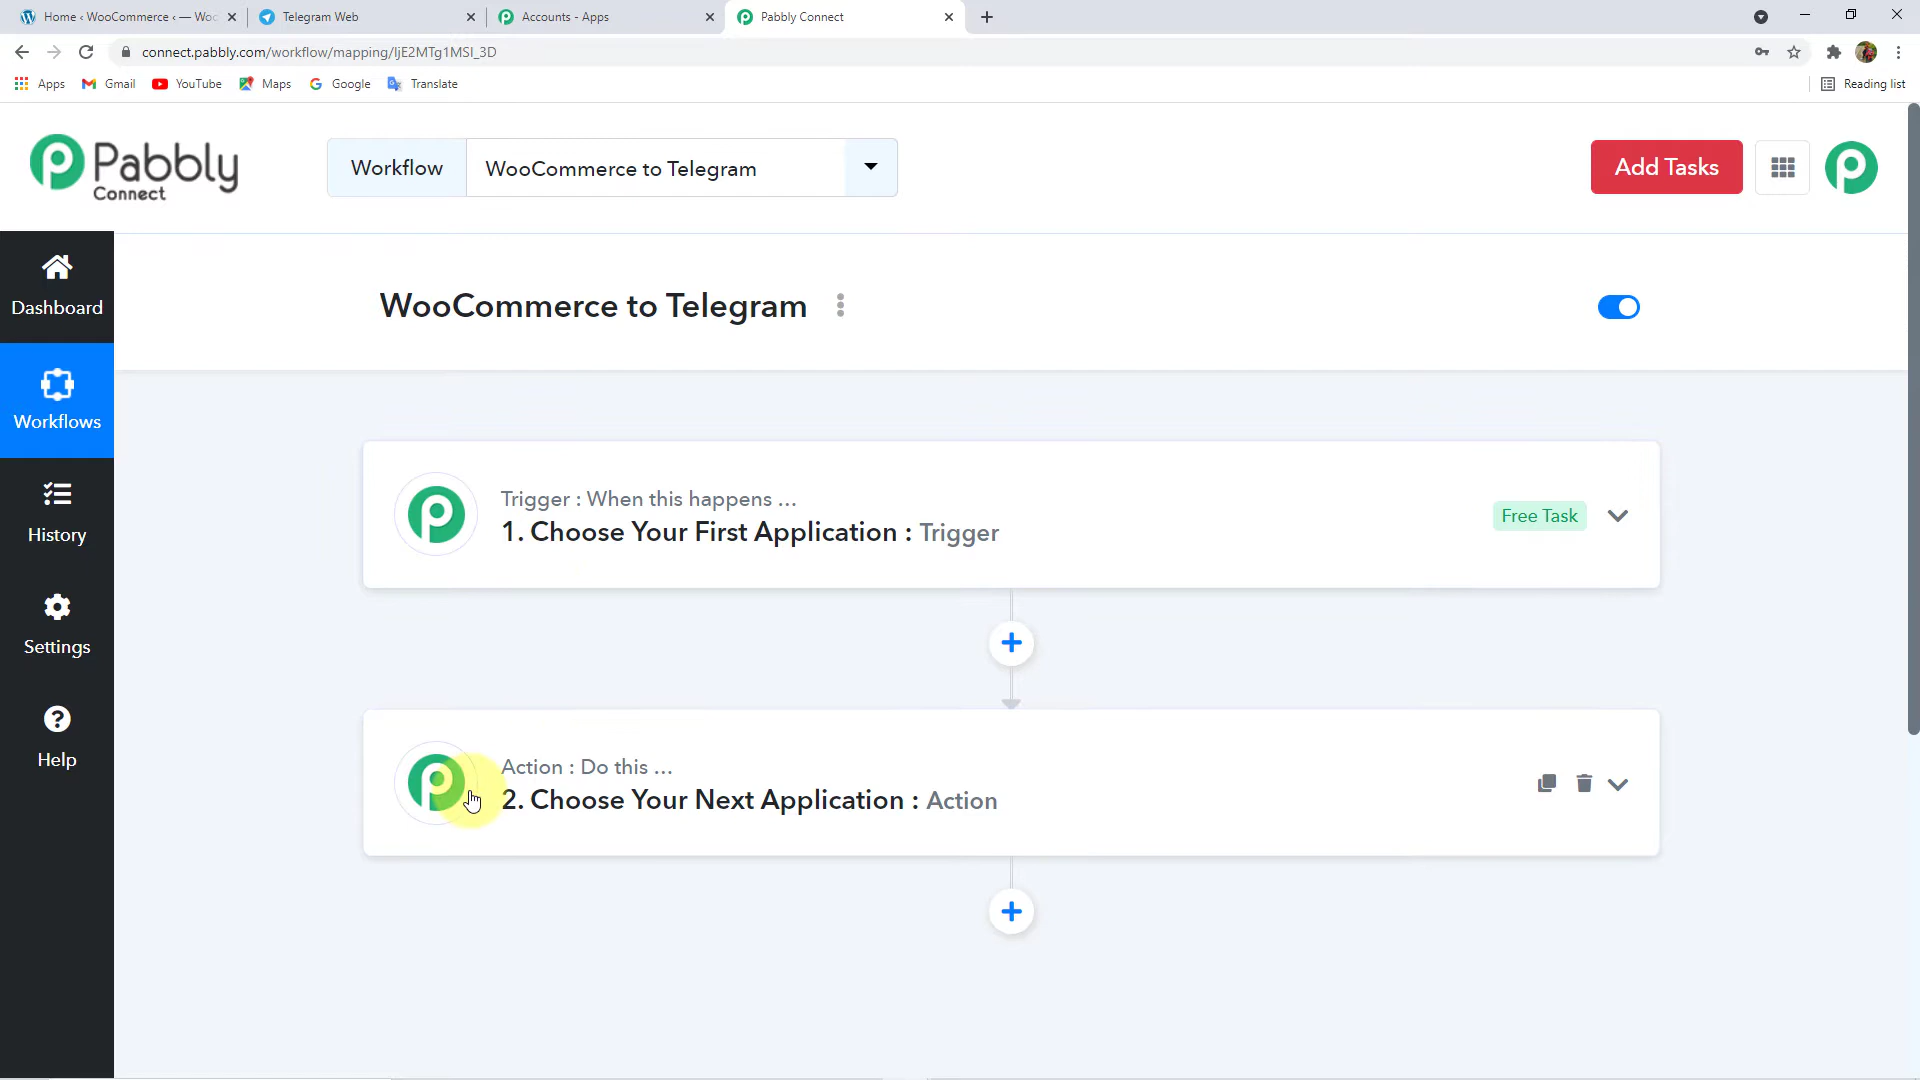 Home ‹ WooCommerce ‹ — Woo
Telegram Web
Accounts - Apps
Pabbly Connect
connect.pabbly.com/workflow/mapping/IjE2MTg1MSI_3D
Apps
Gmail
YouTube
Maps
Google
Translate
Reading list
Pabbly
Connect
Workflow
WooCommerce to Telegram
Add Tasks
Dashboard
Workflows
History
Settings
Help
WooCommerce to Telegram
Trigger : When this happens ...
1. Choose Your First Application : Trigger
Free Task
Action : Do this ...
2. Choose Your Next Application : Action